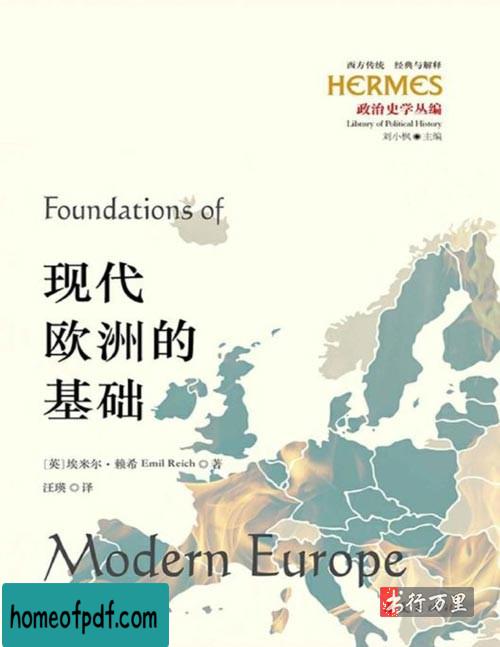 西方传统 经典与解释
HERMES
政治史学丛编
Library of Political History
刘小枫◉主编
Foundations of
现代
欧洲的
基础
[英]埃米尔·赖希 Emil Reich ◎ 著
汪瑛 ◎ 译
Modern Europe
homeofpdf.com
书行万里